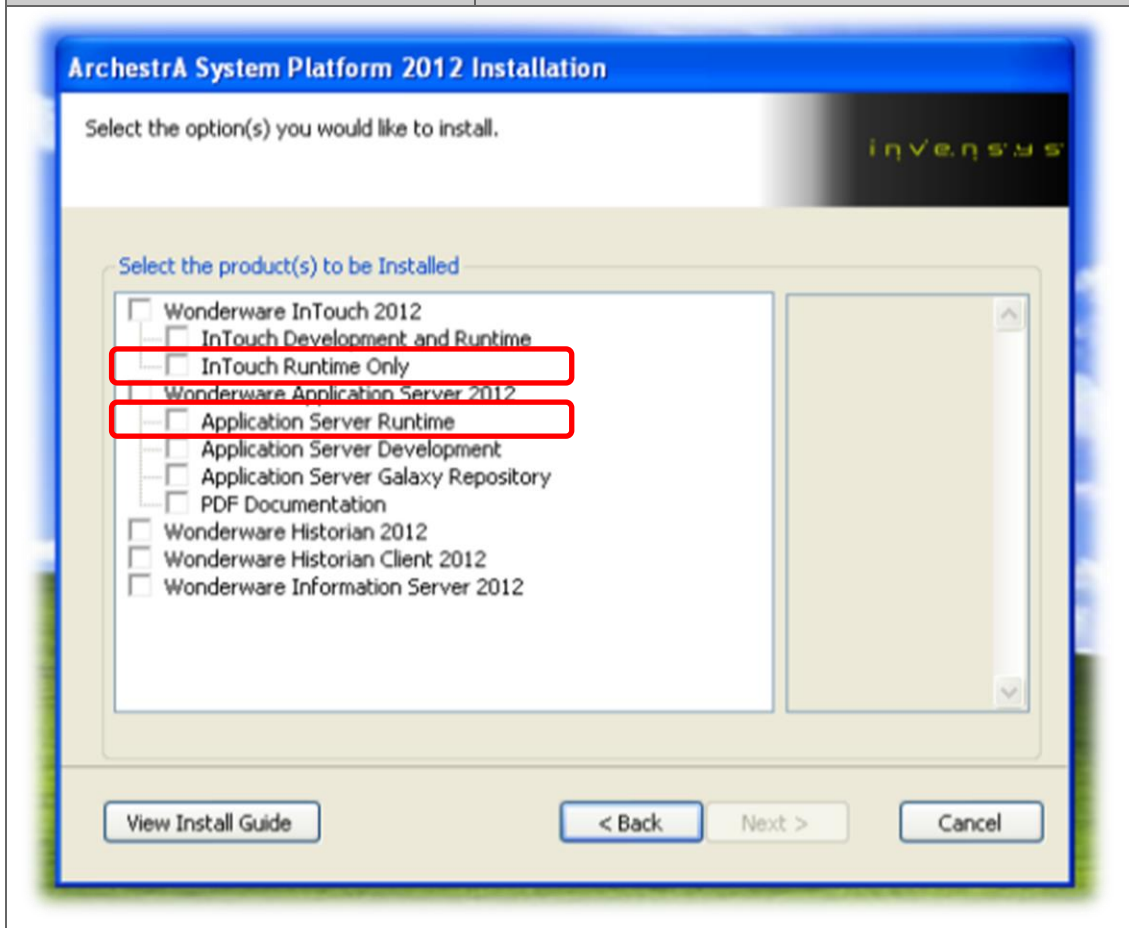 ArchestrA System Platform 2012 Installation
Select the option(s) you would like to install.
invensys
Select the product(s) to be Installed
Wonderware InTouch 2012
InTouch Development and Runtime
InTouch Runtime Only
Wonderware Application Server 2012
Application Server Runtime
Application Server Development
Application Server Galaxy Repository
PDF Documentation
Wonderware Historian 2012
Wonderware Historian Client 2012
Wonderware Information Server 2012
View Install Guide
< Back
Next >
Cancel